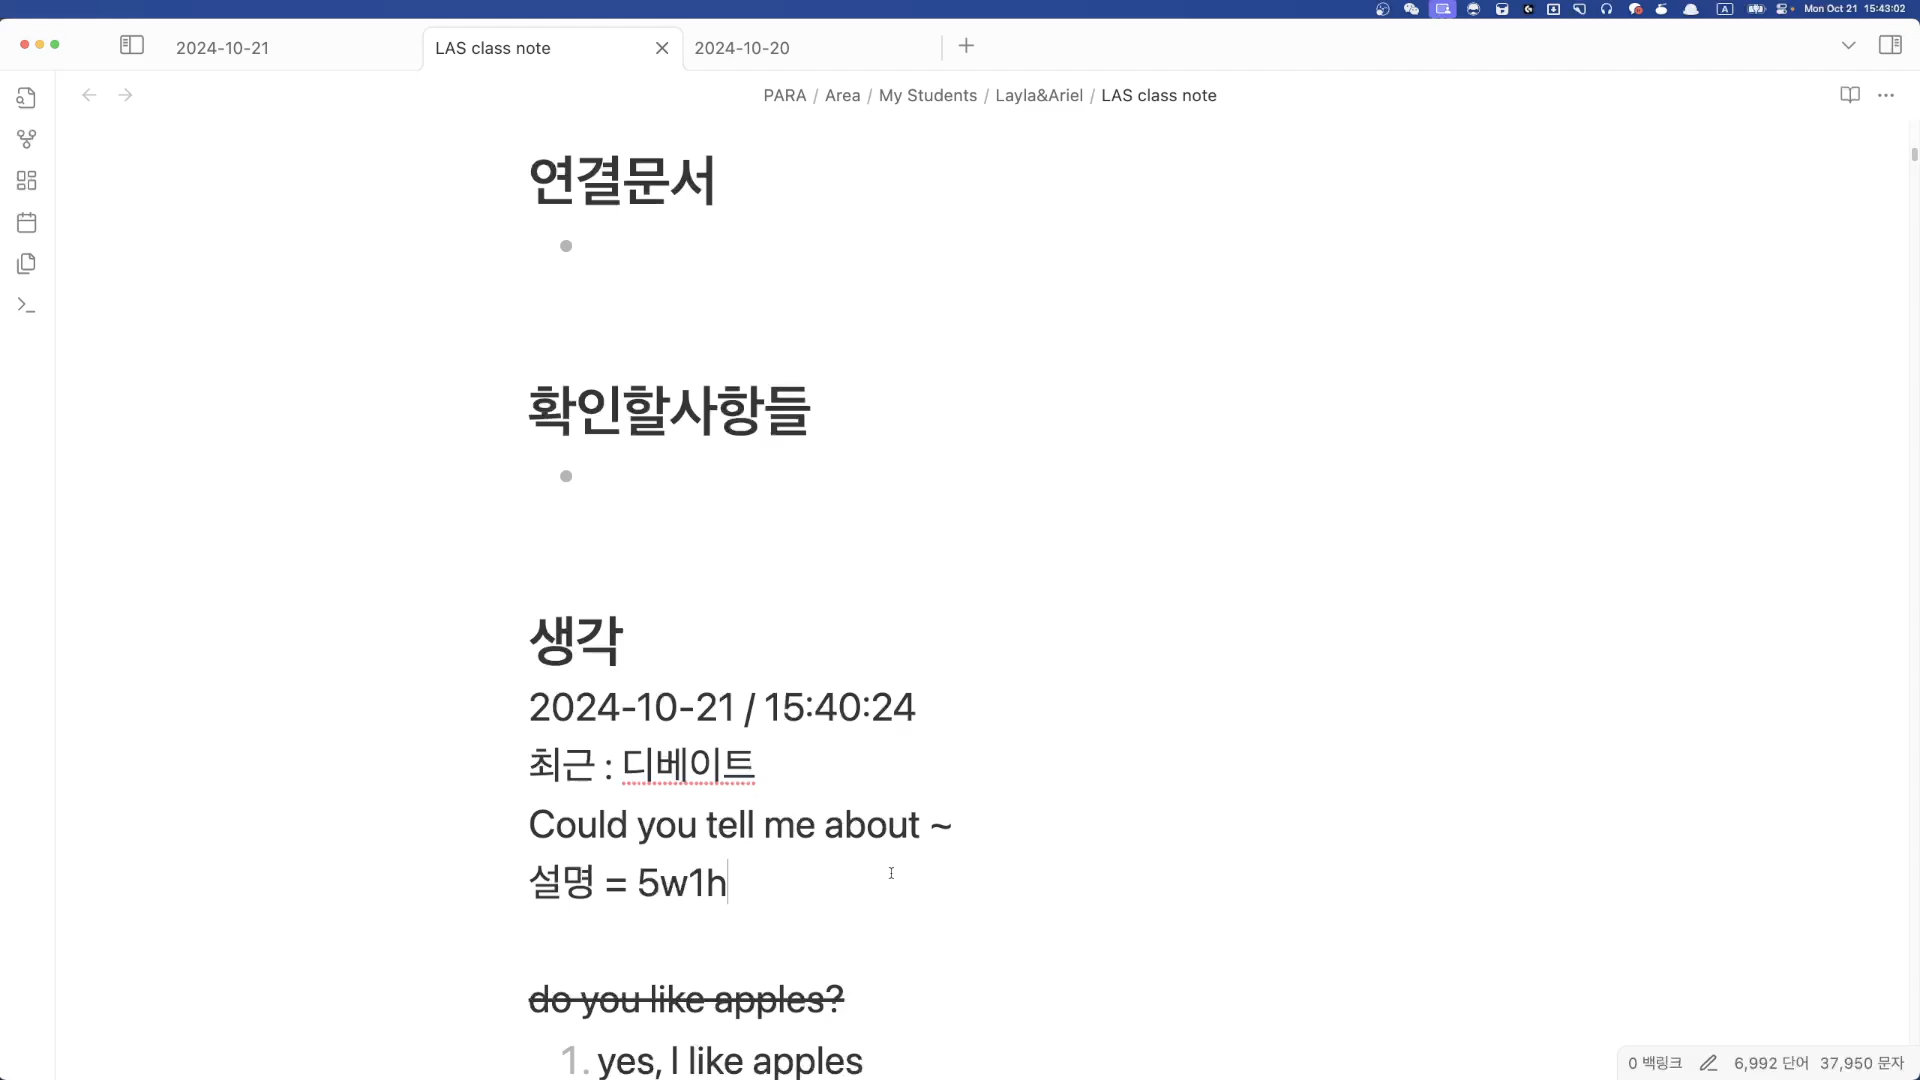 Mon Oct 21 15:43:02
2024-10-21
LAS class note
2024-10-20
PARA / Area / My Students / Layla&Ariel / LAS class note
연결문서
확인할사항들
생각
2024-10-21 / 15:40:24
최근 : 디베이트
Could you tell me about ~
설명 = 5w1h
do you like apples?
1. yes, I like apples
0 백링크 6,992 단어 37,950 문자